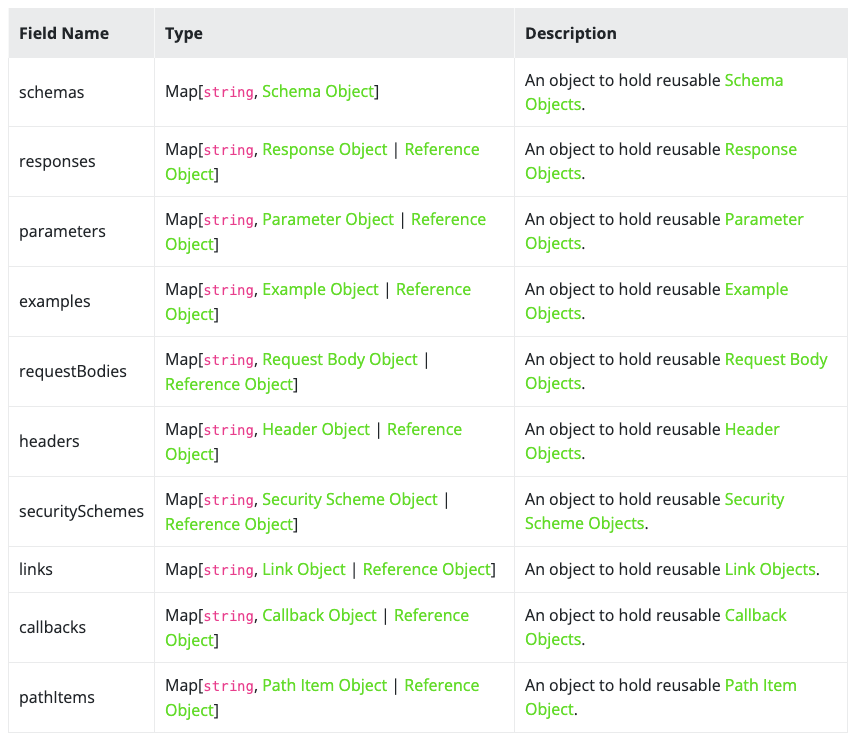 Field Name Type Description
schemas Map[string, Schema Object] An object to hold reusable Schema
Objects.
responses Map[string, Response Object | Reference An object to hold reusable Response
Object] Objects.
parameters Map[string, Parameter Object | Reference An object to hold reusable Parameter
Object] Objects.
examples Map[string, Example Object | Reference An object to hold reusable Example
Object] Objects.
requestBodies Map[string, Request Body Object | An object to hold reusable Request Body
Reference Object] Objects.
headers Map[string, Header Object | Reference An object to hold reusable Header
Object] Objects.
securitySchemes Map[string, Security Scheme Object | An object to hold reusable Security
Reference Object] Scheme Objects.
links Map[string, Link Object | Reference Object] An object to hold reusable Link Objects.
callbacks Map[string, Callback Object | Reference An object to hold reusable Callback
Object] Objects.
pathItems Map[string, Path Item Object | Reference An object to hold reusable Path Item
Object] Object.